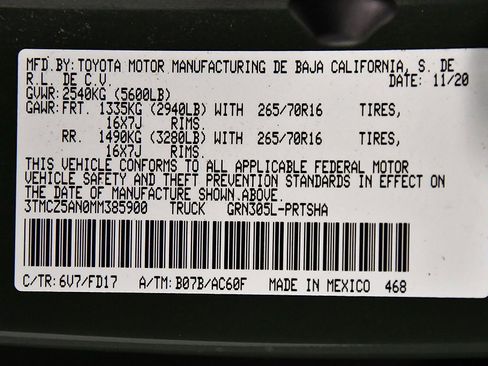 MFD.BY:TOYOTA MOTOR MANUFACTURING DE BAJA CALIFORNIA, S. DE
R.L. DE C.V. DATE: 11/20
GVWR: 2540KG (5600LB)
GAWR:FRT. 1335KG (2940LB) WITH 265/70R16 TIRES,
16X7J RIMS.
RR. 1490KG (3280LB) WITH 265/70R16 TIRES,
16X7J RIMS.
THIS VEHICLE CONFORMS TO ALL APPLICABLE FEDERAL MOTOR
VEHICLE SAFETY AND THEFT PREVENTION STANDARDS IN EFFECT ON
THE DATE OF MANUFACTURE SHOWN ABOVE.
3TMCZ5AN0MM385900 TRUCK GRN305L-PRTSHA
C/TR: 6V7/FD17 A/TM: B07B/AC60F MADE IN MEXICO 468